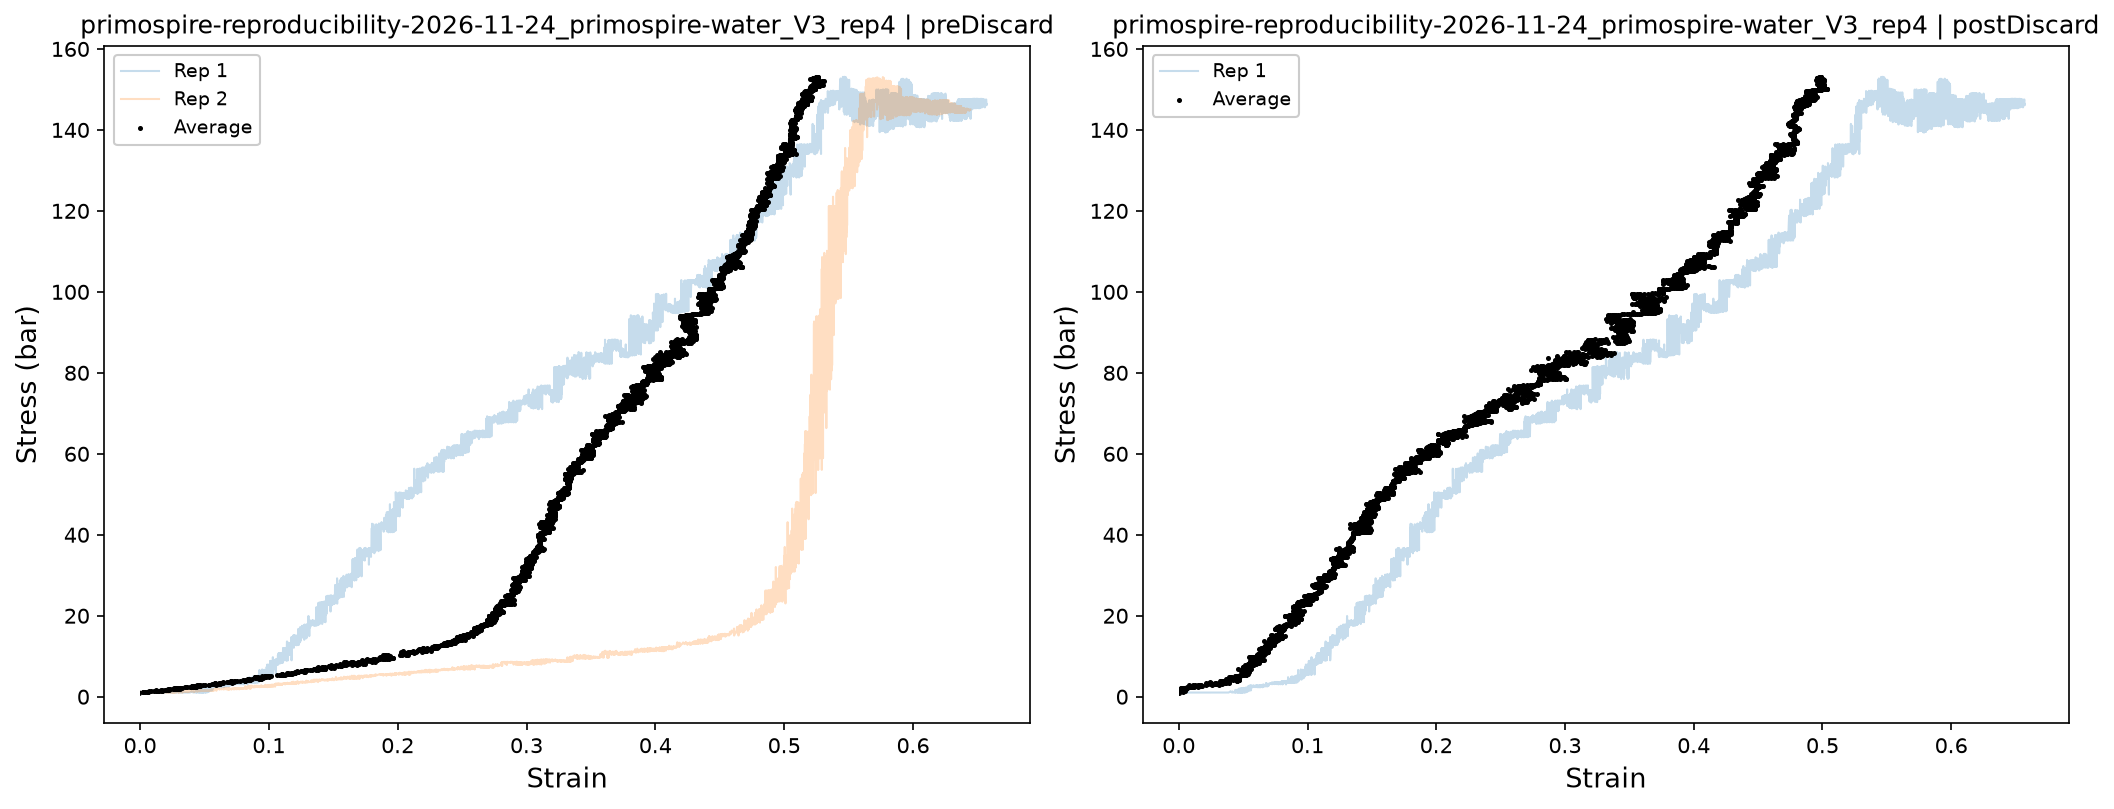 primospire-reproducibility-2026-11-24_primospire-water_V3_rep4 | preDiscard
Rep 1
Rep 2
Average
160
140
120
100
80
60
40
20
0
Stress (bar)
0.0 0.1 0.2 0.3 0.4 0.5 0.6
Strain
primospire-reproducibility-2026-11-24_primospire-water_V3_rep4 | postDiscard
Rep 1
Average
160
140
120
100
80
60
40
20
0
Stress (bar)
0.0 0.1 0.2 0.3 0.4 0.5 0.6
Strain